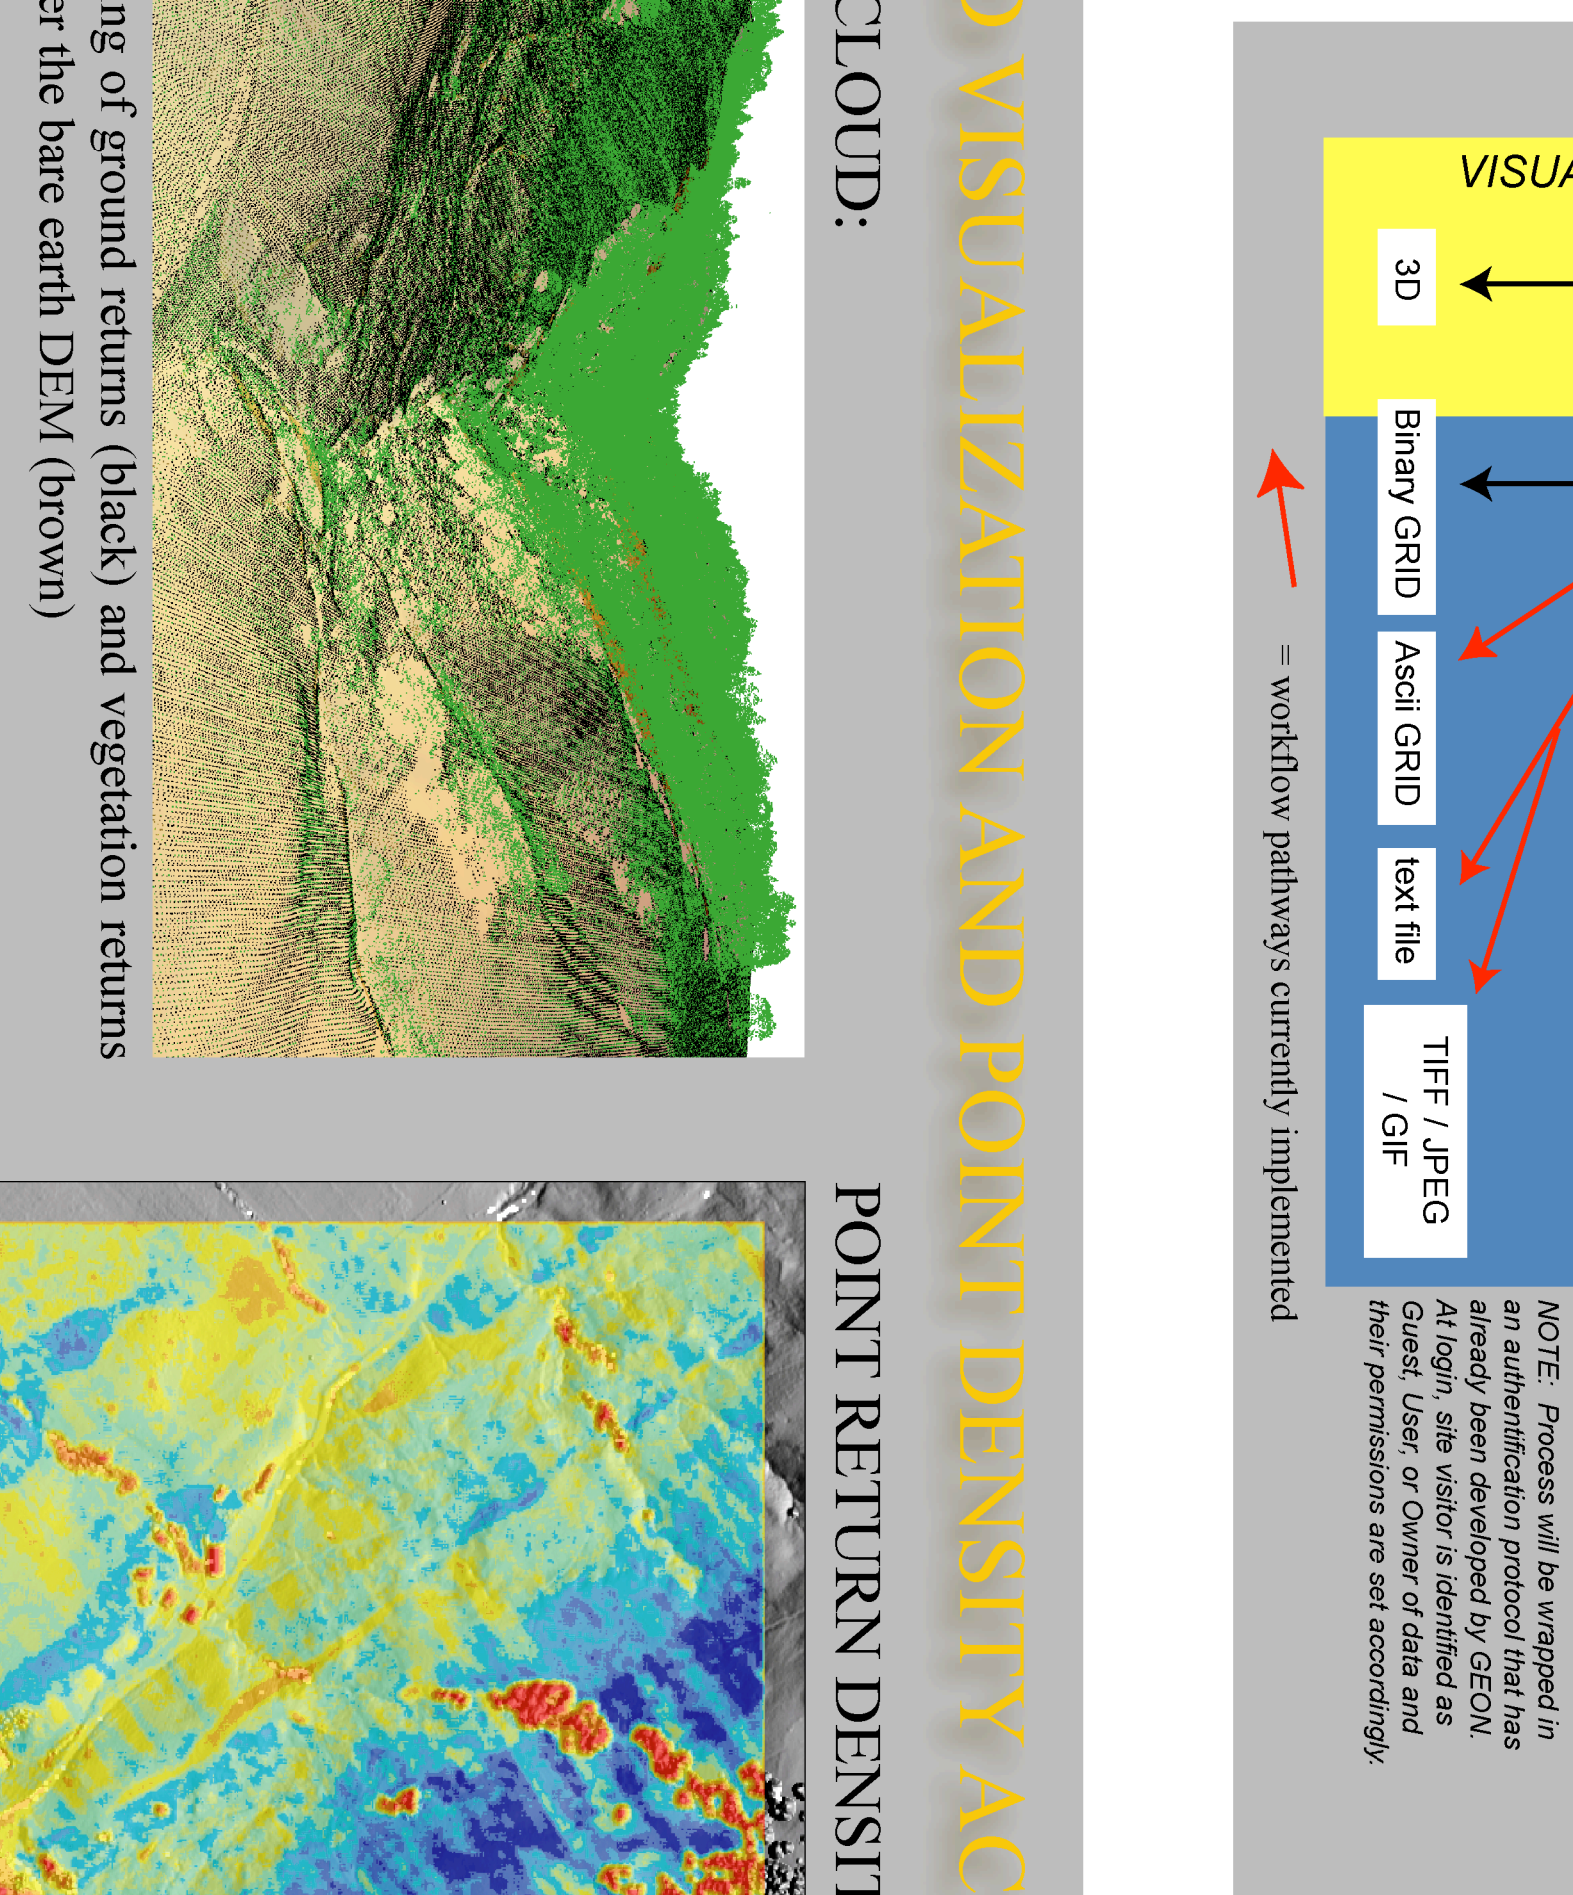 VISUA
3D
Binary GRID
Ascii GRID
text file
TIFF / JPEG
/ GIF
NOTE: Process will be wrapped in
an authentification protocol that has
already been developed by GEON.
At login, site visitor is identified as
Guest, User, or Owner of data and
their permissions are set accordingly.
= workflow pathways currently implemented
D VISUALIZATION AND POINT DENSITY AC
CLOUD:
ng of ground returns (black) and vegetation returns
er the bare earth DEM (brown)
POINT RETURN DENSIT